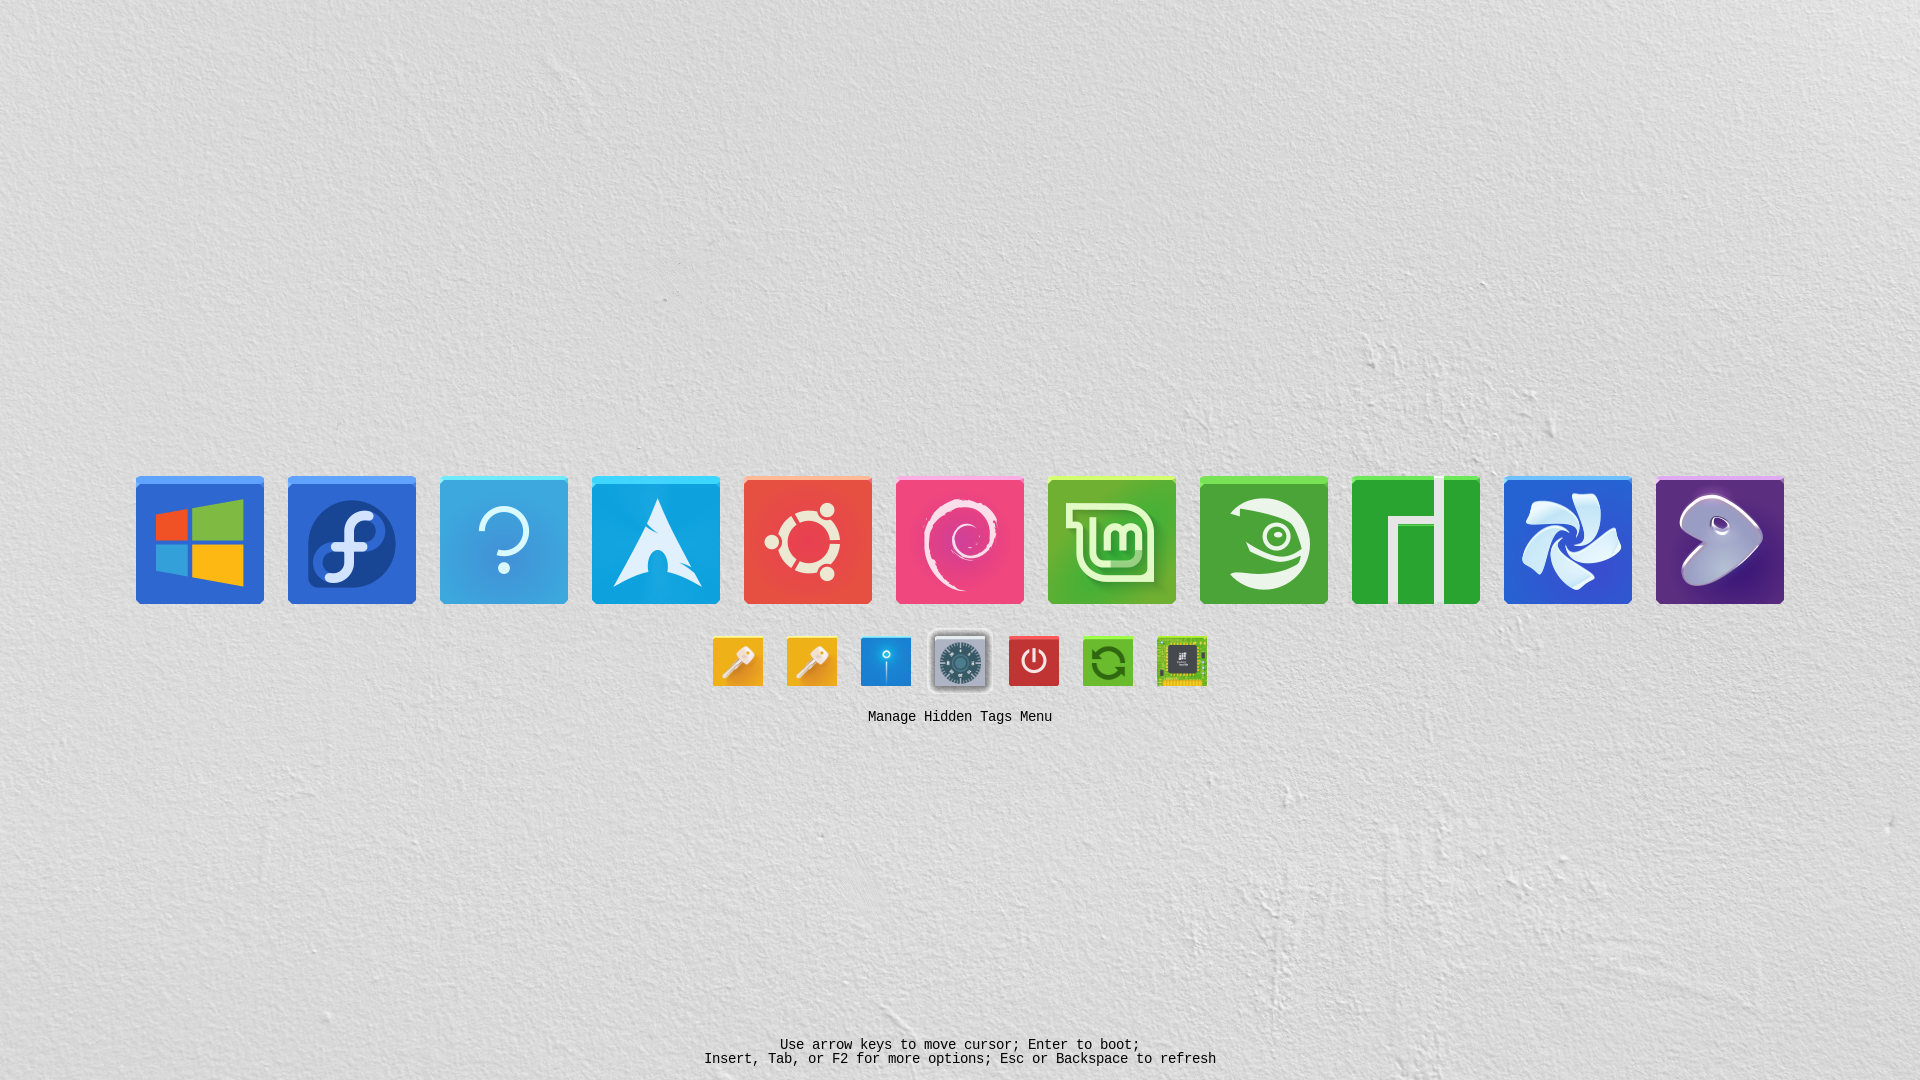 Manage Hidden Tags Menu
Use arrow keys to move cursor; Enter to boot;
Insert, Tab, or F2 for more options; Esc or Backspace to refresh